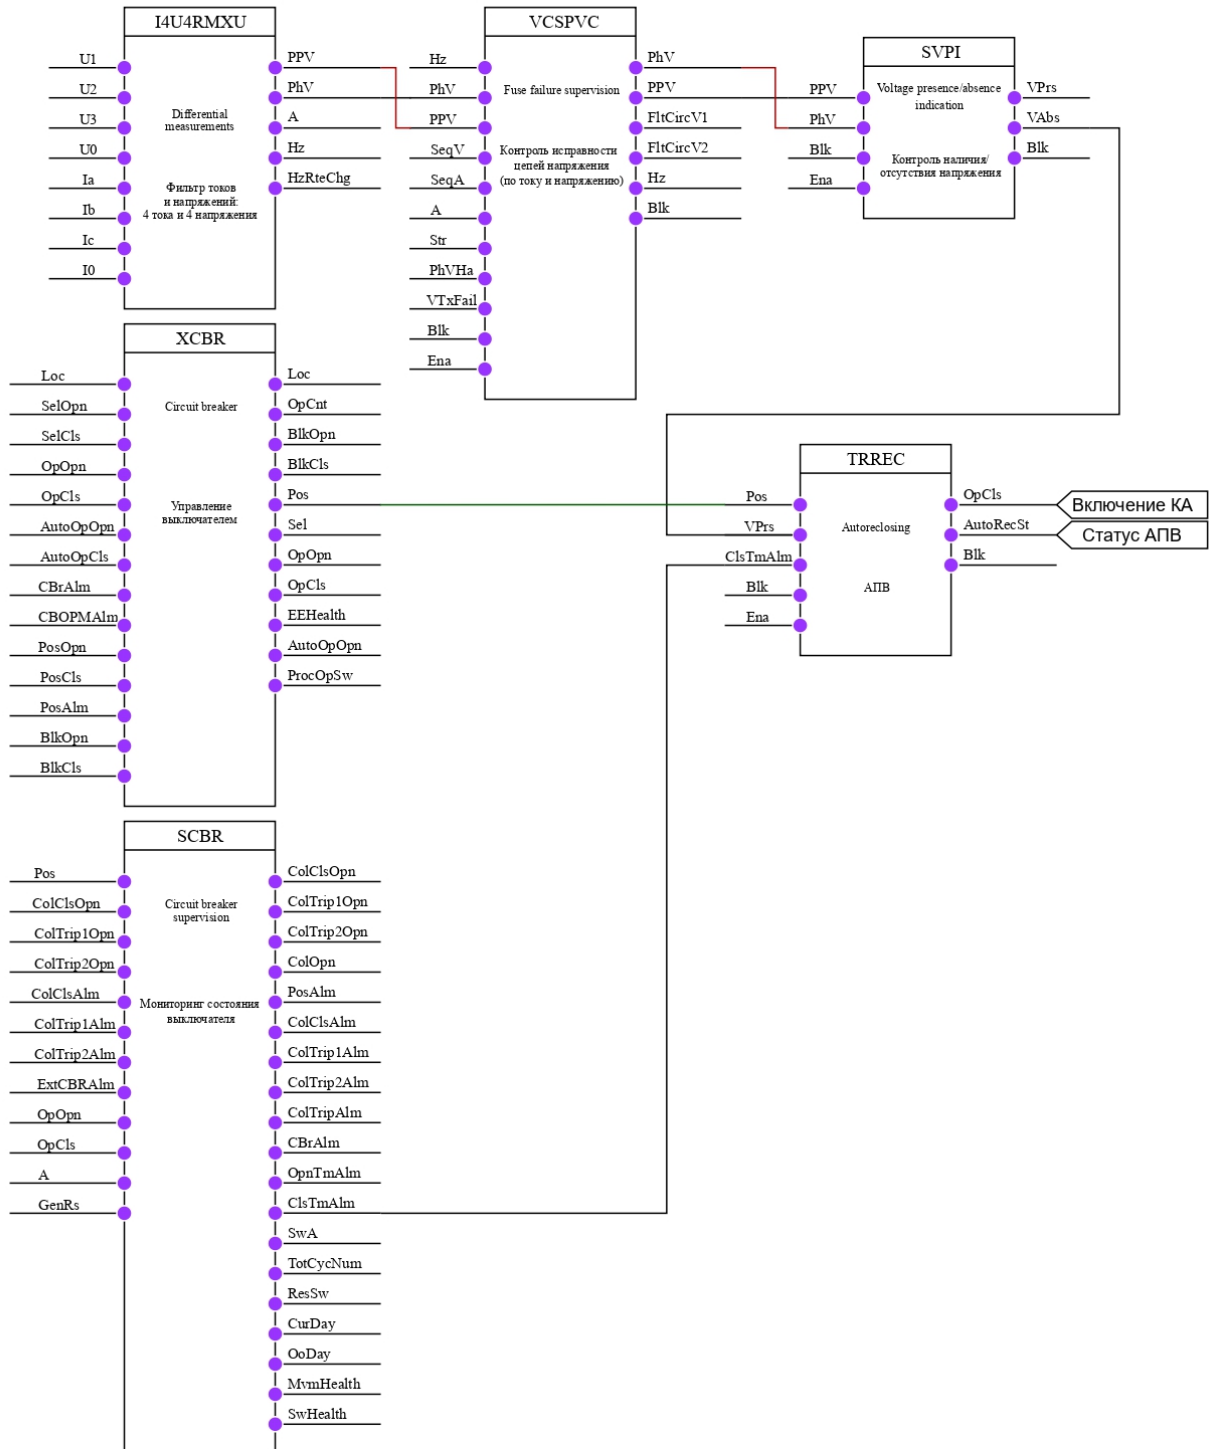 I4U4RMXU
U1
U2
U3
U0
Ia
Ib
Ic
I0
Differential
measurements
Фильтр токов
и напряжений:
4 тока и 4 напряжения
PPV
PhV
A
Hz
HzRteChg
VCSPVC
Hz
PhV
PPV
SeqV
SeqA
A
Str
PhVHa
VTxFail
Blk
Ena
Fuse failure supervision
Контроль исправности
цепей напряжения
(по току и напряжению)
PhV
PPV
FltCircV1
FltCircV2
Hz
Blk
SVPI
PPV
PhV
Blk
Ena
Voltage presence/absence
indication
Контроль наличия/
отсутствия напряжения
VPrs
VAbs
Blk
XCBR
Loc
SelOpn
SelCls
OpOpn
OpCls
AutoOpOpn
AutoOpCls
CBrAlm
CBOPMAlm
PosOpn
PosCls
PosAlm
BlkOpn
BlkCls
Circuit breaker
Управление
выключателем
Loc
OpCnt
BlkOpn
BlkCls
Pos
Sel
OpOpn
OpCls
EEHealth
AutoOpOpn
ProcOpSw
TRREC
Pos
VPrs
ClsTmAlm
Blk
Ena
Autoreclosing
АПВ
OpCls
AutoRecSt
Blk
Включение КА
Статус АПВ
SCBR
Pos
ColClsOpn
ColTrip1Opn
ColTrip2Opn
ColClsAlm
ColTrip1Alm
ColTrip2Alm
ExtCBRAlm
OpOpn
OpCls
A
GenRs
Circuit breaker
supervision
Мониторинг состояния
выключателя
ColClsOpn
ColTrip1Opn
ColTrip2Opn
ColOpn
PosAlm
ColClsAlm
ColTrip1Alm
ColTrip2Alm
ColTripAlm
CBrAlm
OpnTmAlm
ClsTmAlm
SwA
TotCycNum
ResSw
CurDay
OoDay
MvmHealth
SwHealth